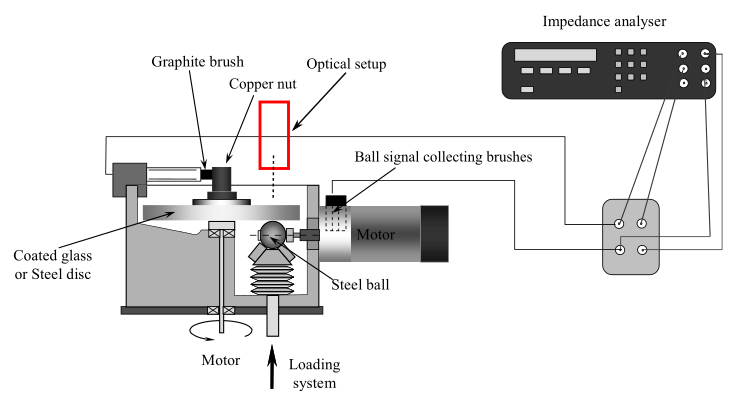 Impedance analyser
Graphite brush
Optical setup
Copper nut
Ball signal collecting brushes
Motor
Coated glass
or Steel disc
Steel ball
Motor
Loading
system